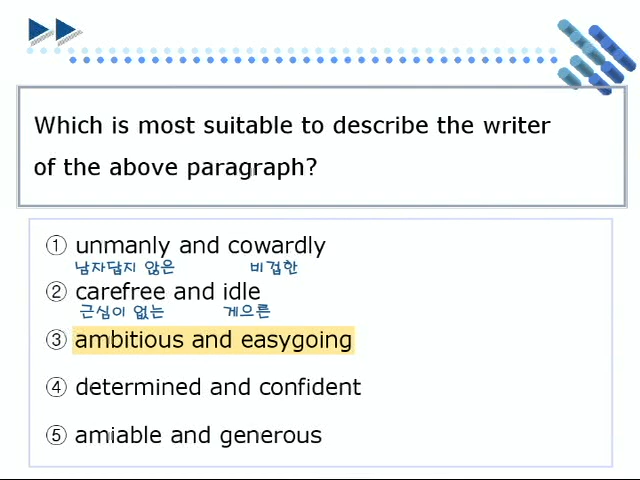 Which is most suitable to describe the writer
of the above paragraph?
① unmanly and cowardly
남자답지 않은 비겁한
② carefree and idle
근심이 없는 게으른
③ ambitious and easygoing
④ determined and confident
⑤ amiable and generous